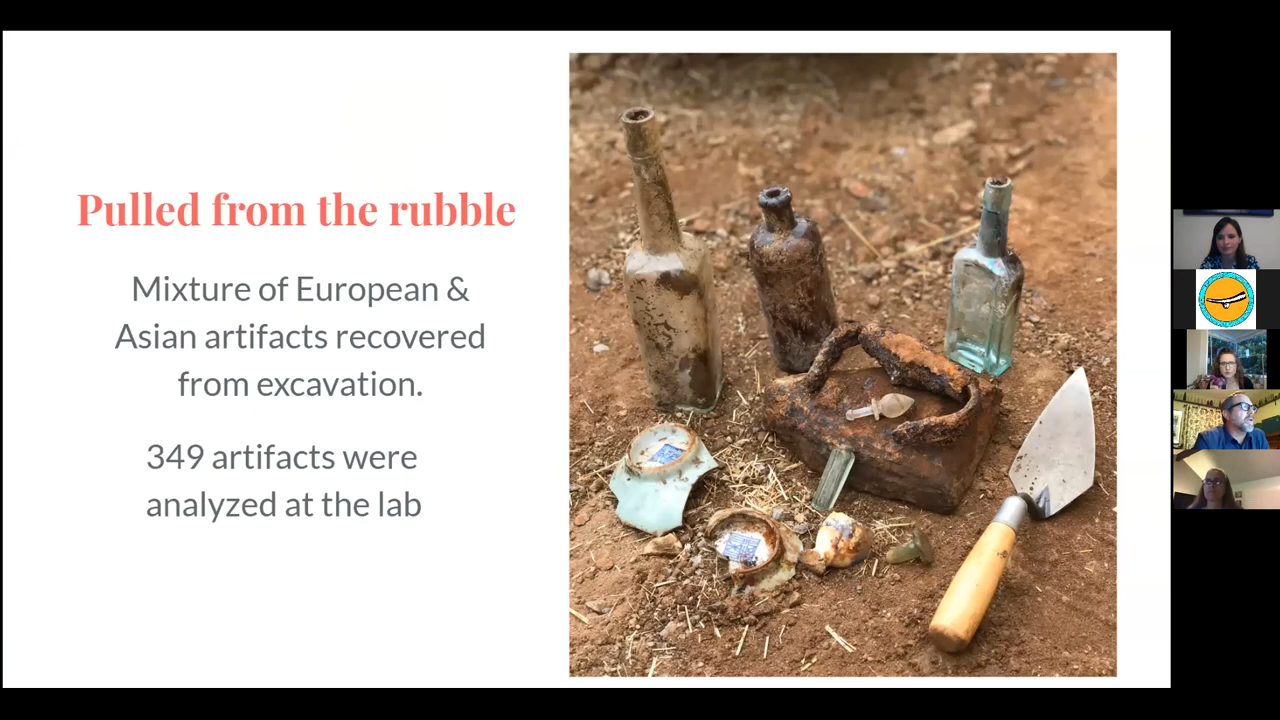 Pulled from the rubble
Mixture of European &
Asian artifacts recovered
from excavation.
349 artifacts were
analyzed at the lab